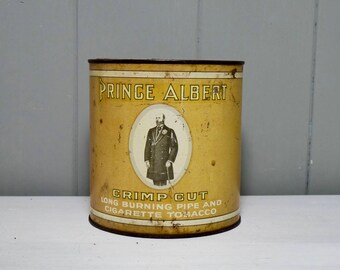 PRINCE ALBERT
CRIMP CUT
LONG BURNING PIPE AND
CIGARETTE TOBACCO